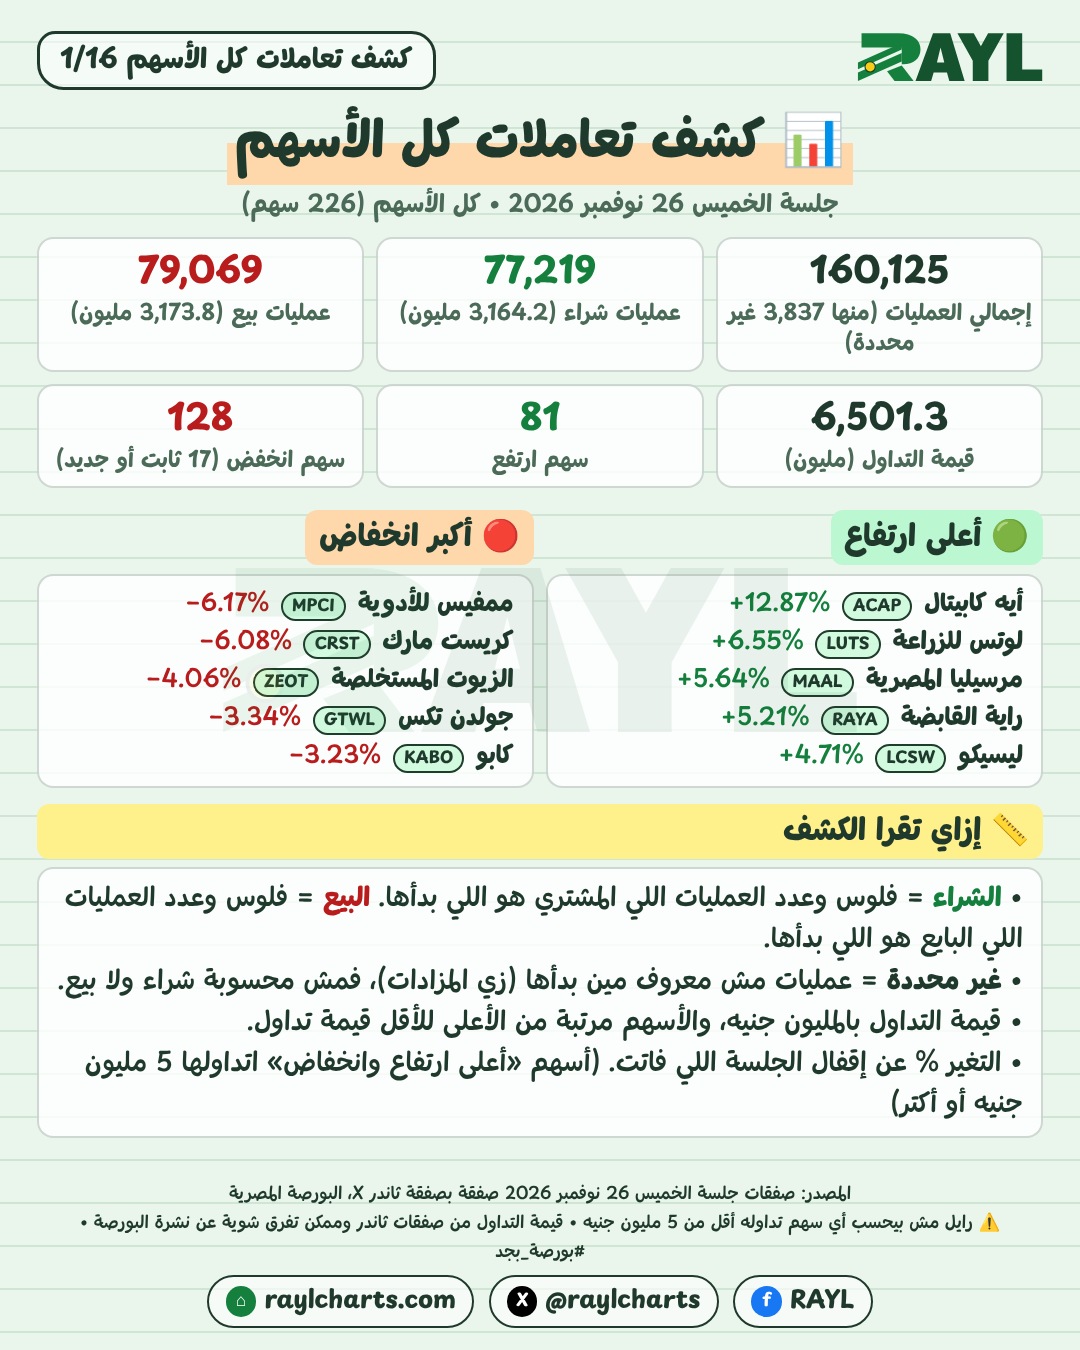 RAYL
كشف تعاملات كل الأسهم 1/16
📊 كشف تعاملات كل الأسهم
جلسة الخميس 26 نوفمبر 2026 • كل الأسهم (226 سهم)
160,125
إجمالي العمليات (منها 3,837 غير
محددة)
77,219
عمليات شراء (3,164.2 مليون)
79,069
عمليات بيع (3,173.8 مليون)
6,501.3
قيمة التداول (مليون)
81
سهم ارتفع
128
سهم انخفض (17 ثابت أو جديد)
🟢 أعلى ارتفاع
أيه كابيتال ACAP +12.87%
لوتس للزراعة LUTS +6.55%
مرسيليا المصرية MAAL +5.64%
راية القابضة RAYA +5.21%
ليسيكو LCSW +4.71%
🔴 أكبر انخفاض
ممفيس للأدوية MPCI −6.17%
كريست مارك CRST −6.08%
الزيوت المستخلصة ZEOT −4.06%
جولدن تكس GTWL −3.34%
كابو KABO −3.23%
RAYL
📏 إزاي تقرا الكشف
• الشراء = فلوس وعدد العمليات اللي المشتري هو اللي بدأها. البيع = فلوس وعدد العمليات
اللي البايع هو اللي بدأها.
• غير محددة = عمليات مش معروف مين بدأها (زي المزادات)، فمش محسوبة شراء ولا بيع.
• قيمة التداول بالمليون جنيه، والأسهم مرتبة من الأعلى للأقل قيمة تداول.
• التغير % عن إقفال الجلسة اللي فاتت. (أسهم «أعلى ارتفاع وانخفاض» اتداولها 5 مليون
جنيه أو أكتر)
المصدر: صفقات جلسة الخميس 26 نوفمبر 2026 صفقة بصفقة ثاندر X، البورصة المصرية
⚠️ رايل مش بيحسب أي سهم تداوله أقل من 5 مليون جنيه • قيمة التداول من صفقات ثاندر وممكن تفرق شوية عن نشرة البورصة •
#بورصة_بجد
RAYL
@raylcharts
raylcharts.com